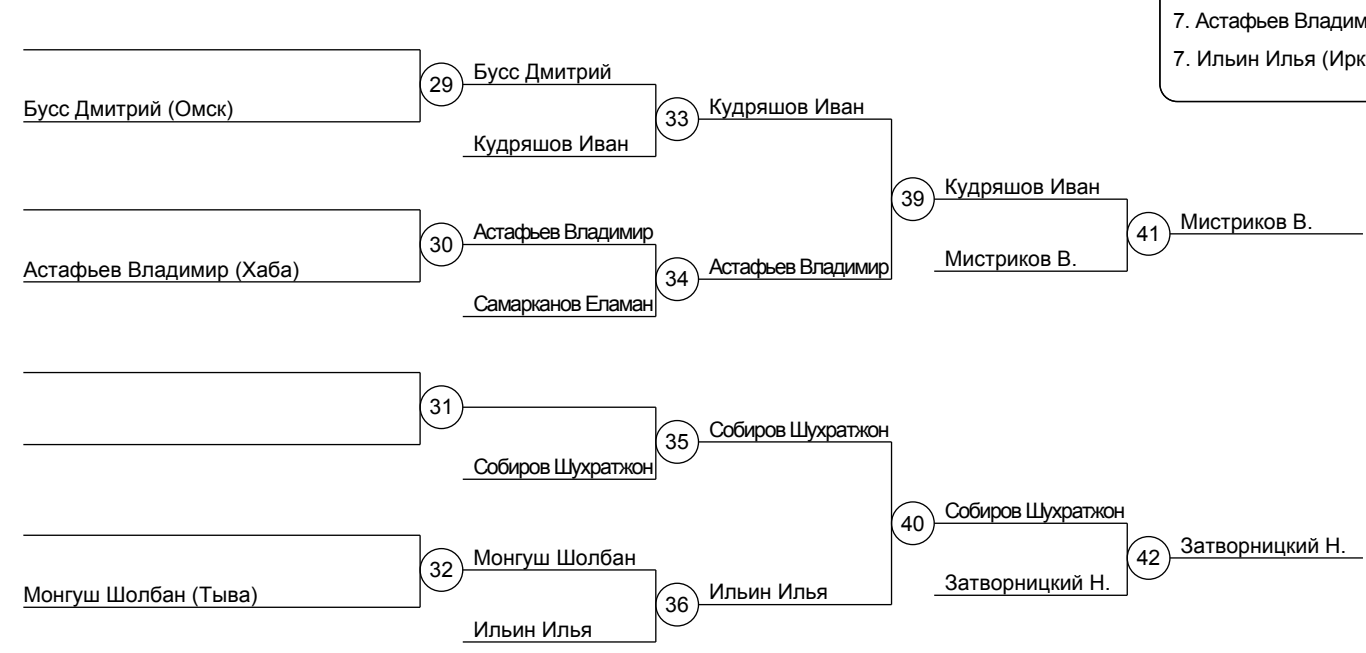 7. Астафьев Владим
7. Ильин Илья (Ирк
29
Бусс Дмитрий
Бусс Дмитрий (Омск)
33
Кудряшов Иван
Кудряшов Иван
39
Кудряшов Иван
41
Мистриков В.
30
Астафьев Владимир
Мистриков В.
Астафьев Владимир (Хаба)
34
Астафьев Владимир
Самарканов Еламан
31
35
Собиров Шухратжон
Собиров Шухратжон
40
Собиров Шухратжон
42
Затворницкий Н.
32
Монгуш Шолбан
Затворницкий Н.
Монгуш Шолбан (Тыва)
36
Ильин Илья
Ильин Илья